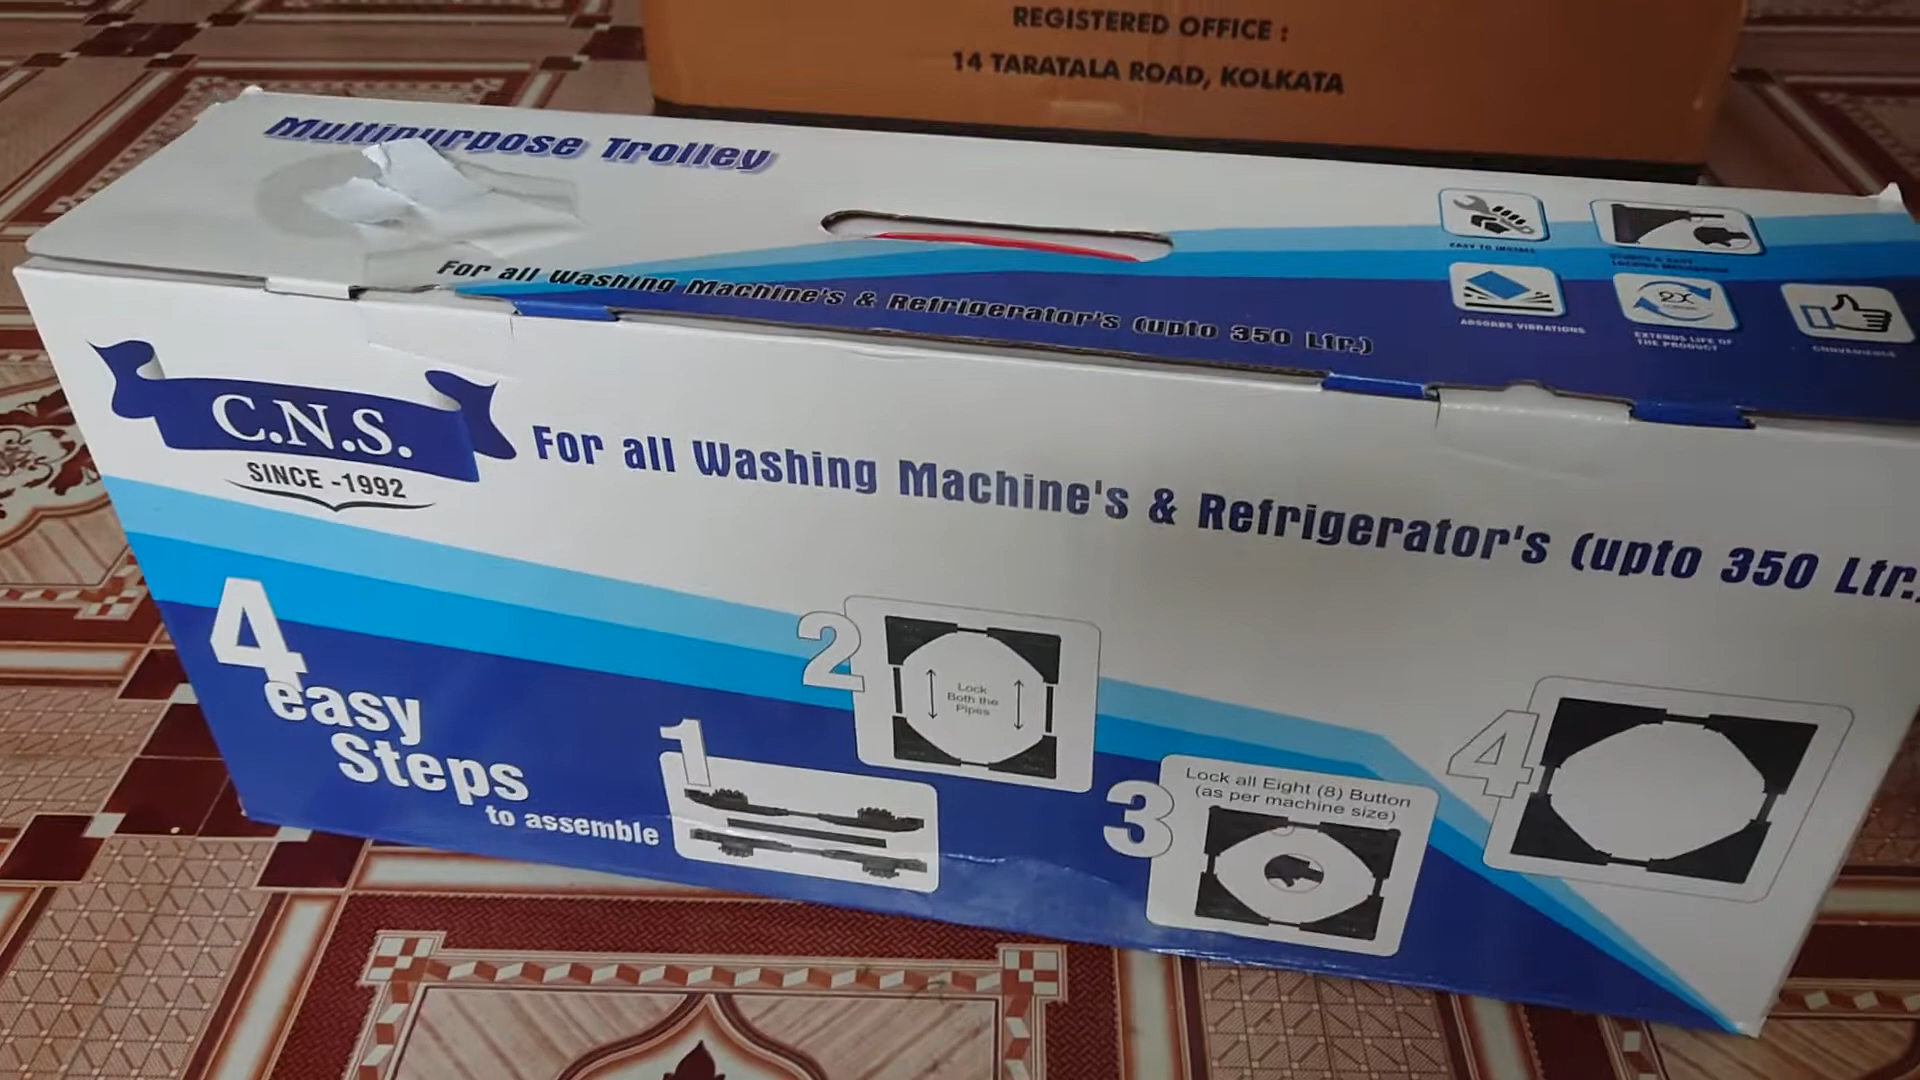 REGISTERED OFFICE :
14 TARATALA ROAD, KOLKATA
Multipurpose Trolley
For all Washing Machine's & Refrigerator's (upto 350 Ltr.)
EASY TO INSTALL
ABSORBS VIBRATIONS
2X
EXTENDS LIFE OF
THE PRODUCT
CONVENIENCE
C.N.S.
SINCE -1992
For all Washing Machine's & Refrigerator's (upto 350 Ltr.
4
easy
Steps
to assemble
1
2
Lock
Both the
Pipes
3
Lock all Eight (8) Button
(as per machine size)
4